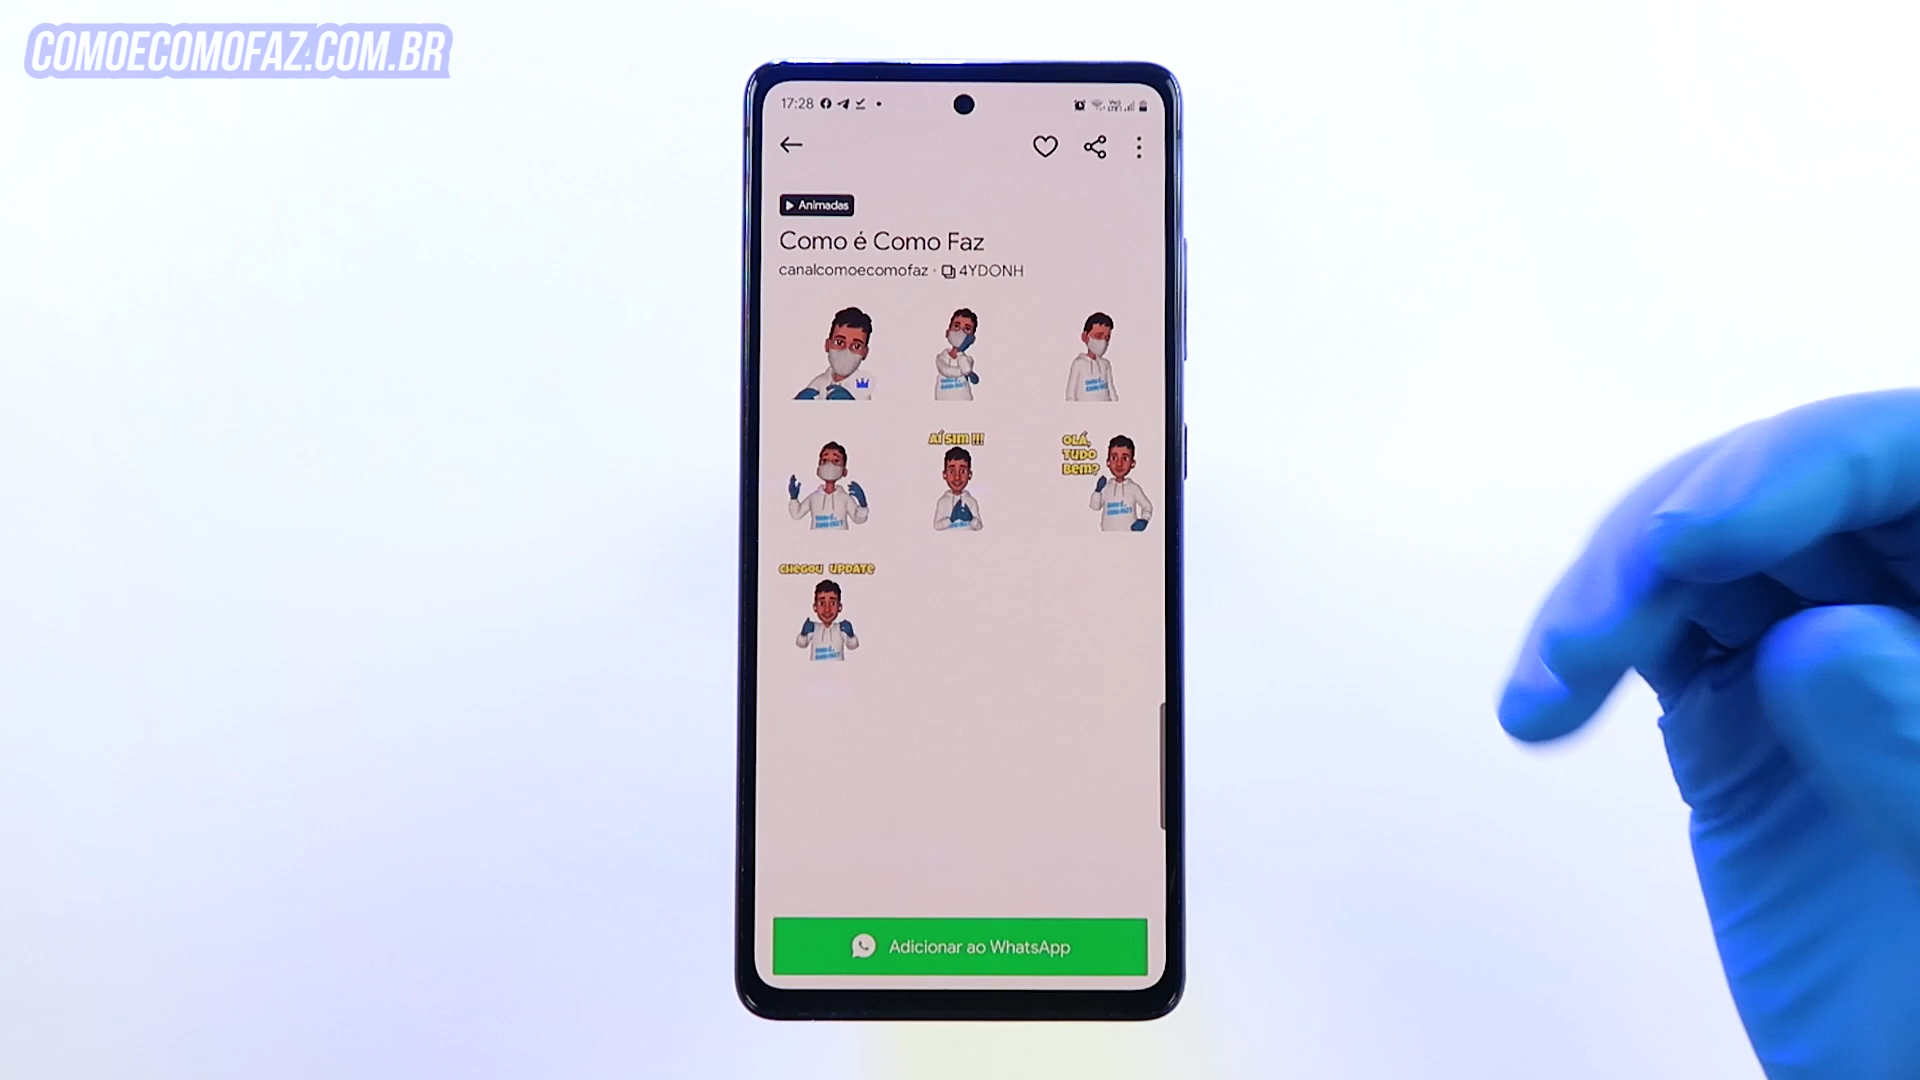 COMOECOMOFAZ.COM.BR
17:28
Animadas
Como é Como Faz
canalcomoecomofaz · 4YDONH
AÍ SIM !!!
OLÁ,
TUDO
BEM?
CHEGOU UPDATE
Adicionar ao WhatsApp